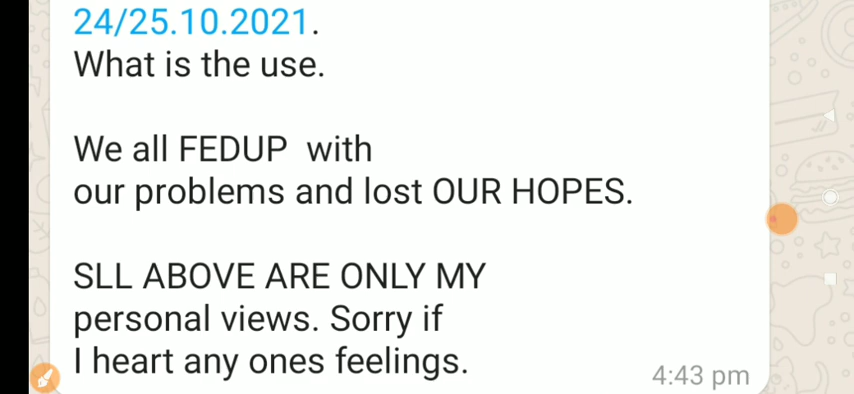 24/25.10.2021.
What is the use.
We all FEDUP with
our problems and lost OUR HOPES.
SLL ABOVE ARE ONLY MY
personal views. Sorry if
I heart any ones feelings.
4:43 pm